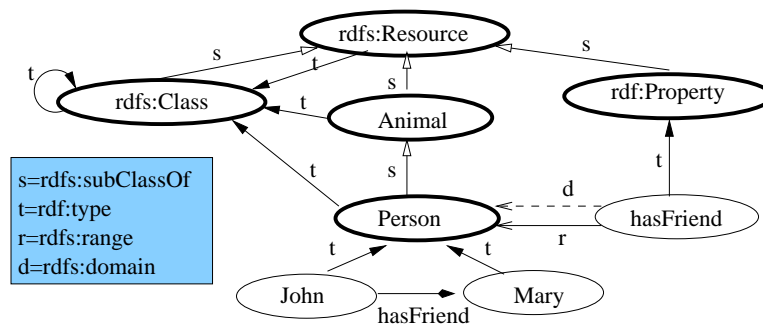 rdfs:Resource
s
s
t
t
rdfs:Class
s
rdf:Property
t
Animal
t
t
s
s=rdfs:subClassOf
t=rdf:type
r=rdfs:range
d=rdfs:domain
d
Person
hasFriend
r
t
t
John
Mary
hasFriend